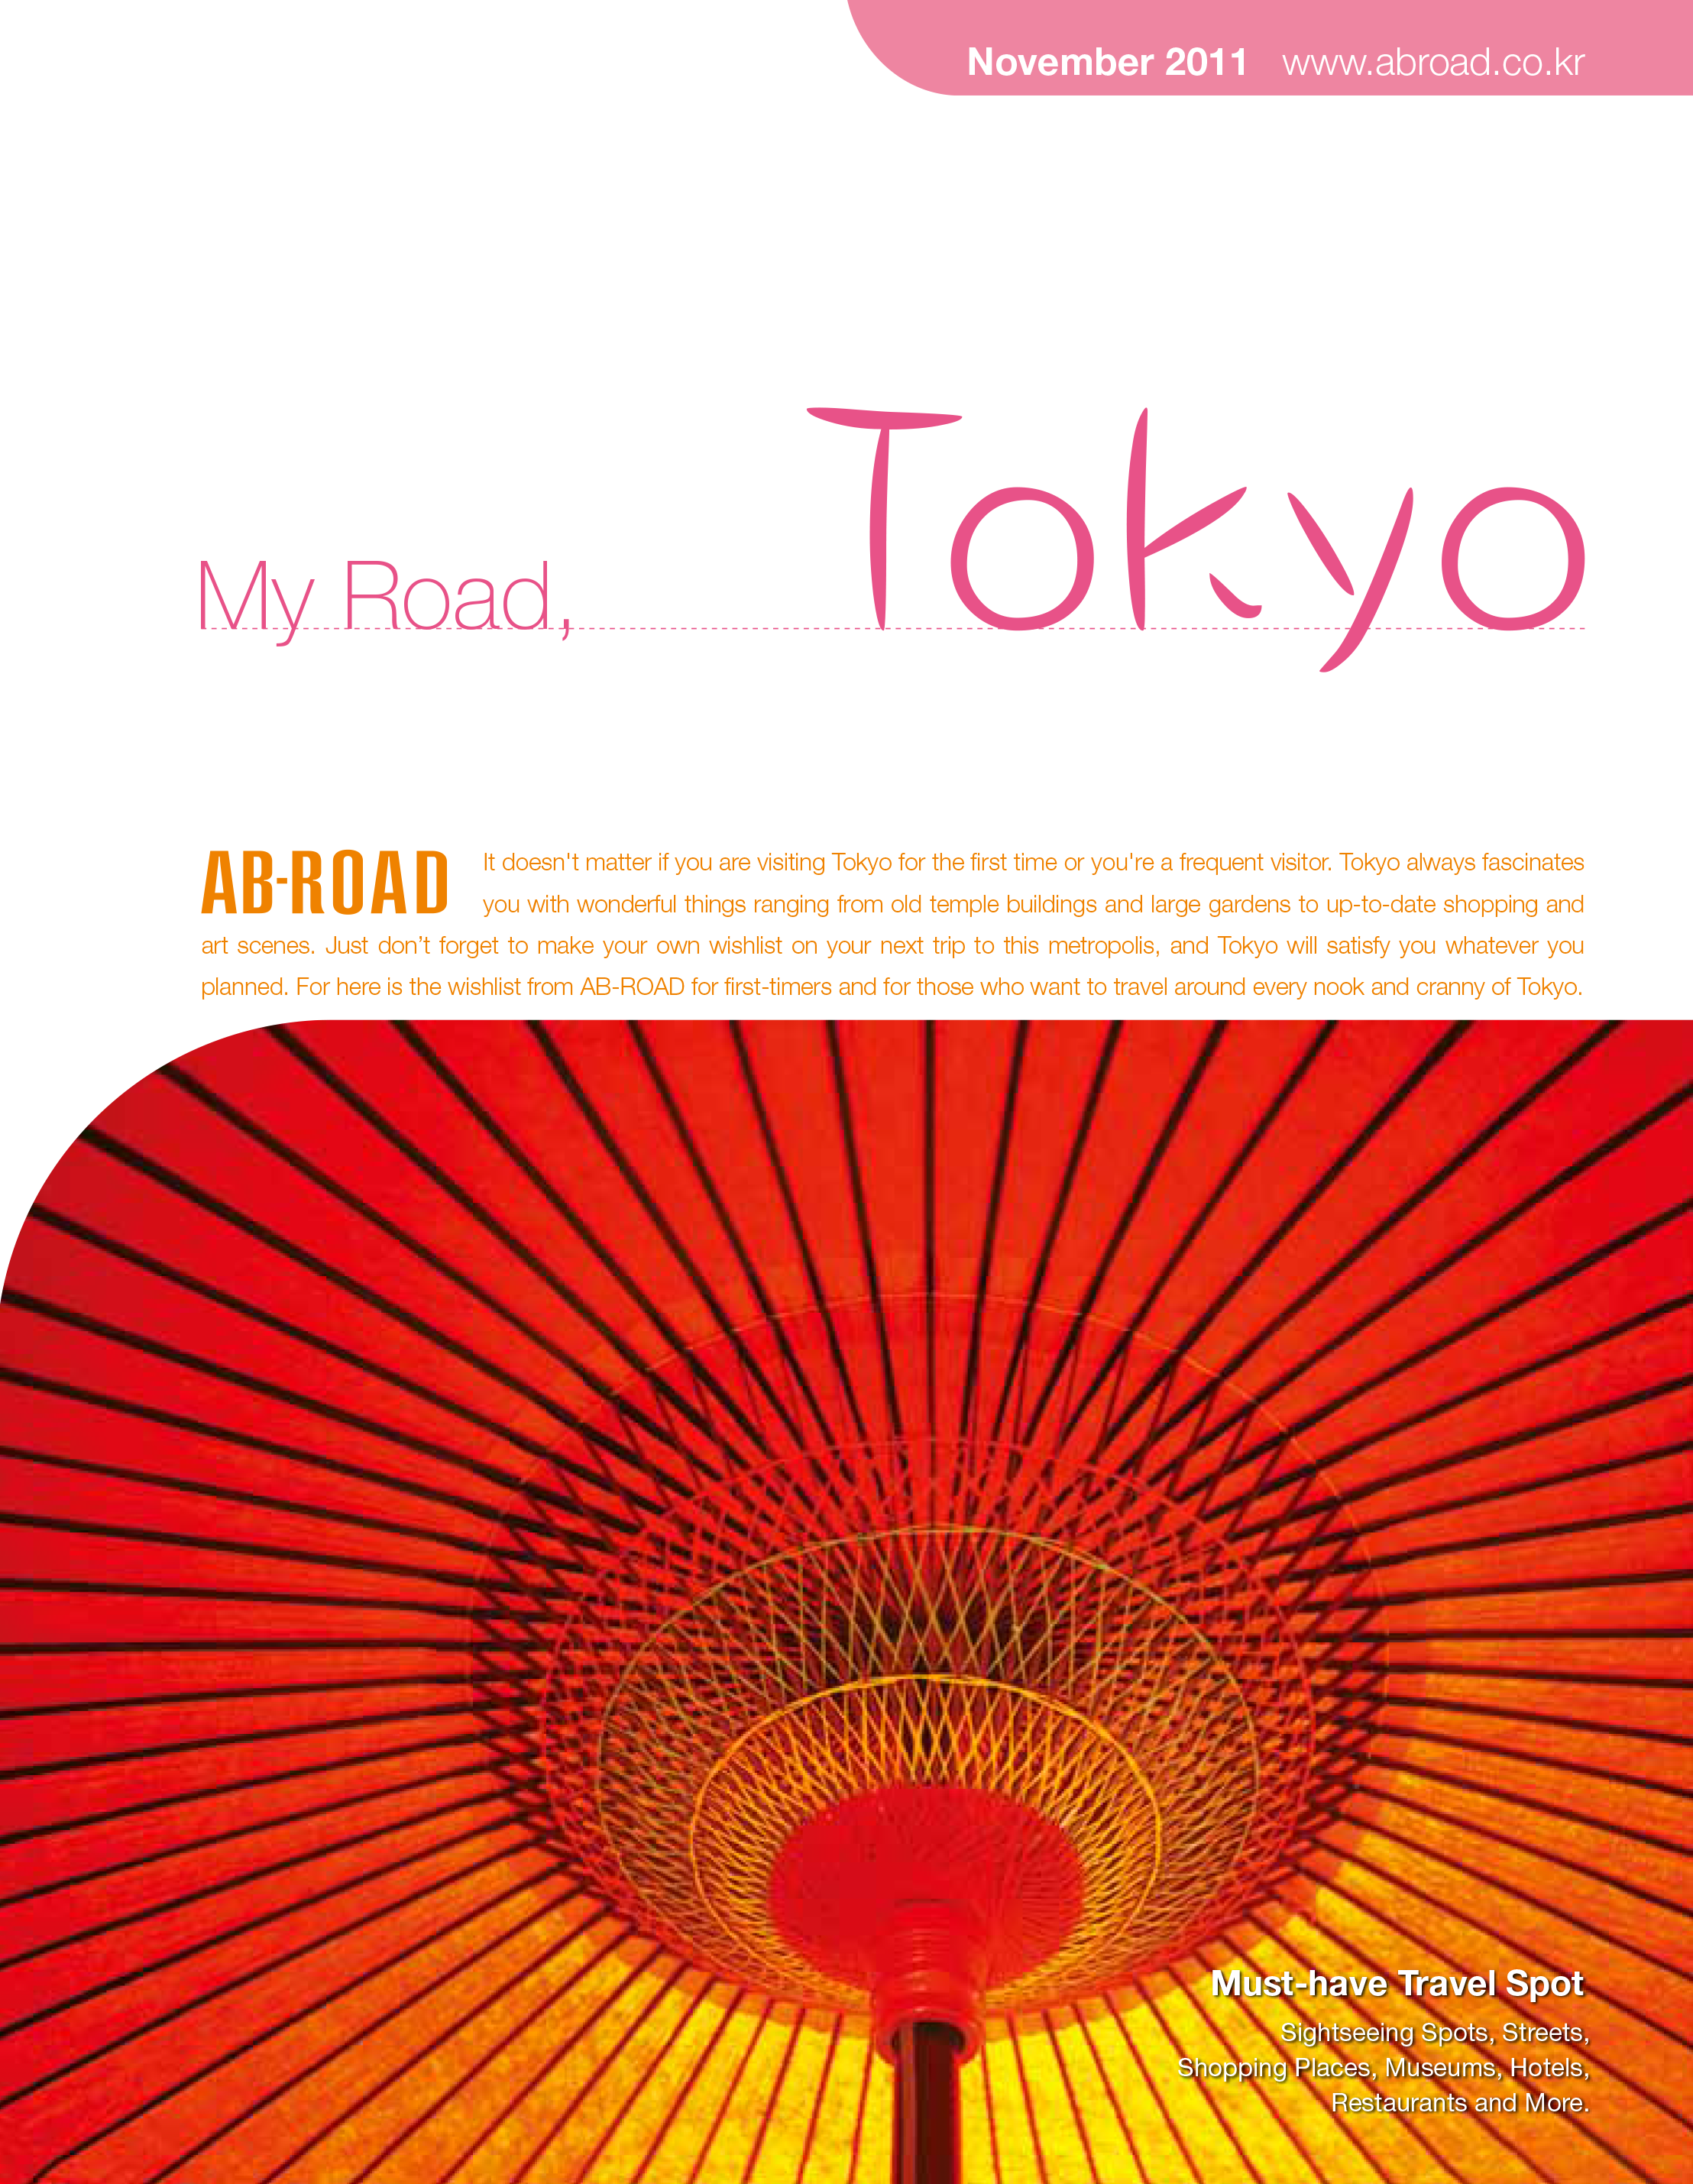 November 2011 www.abroad.co.kr
My Road, Tokyo
AB-ROAD It doesn't matter if you are visiting Tokyo for the first time or you're a frequent visitor. Tokyo always fascinates
you with wonderful things ranging from old temple buildings and large gardens to up-to-date shopping and
art scenes. Just don’t forget to make your own wishlist on your next trip to this metropolis, and Tokyo will satisfy you whatever you
planned. For here is the wishlist from AB-ROAD for first-timers and for those who want to travel around every nook and cranny of Tokyo.
Must-have Travel Spot
Sightseeing Spots, Streets,
Shopping Places, Museums, Hotels,
Restaurants and More.